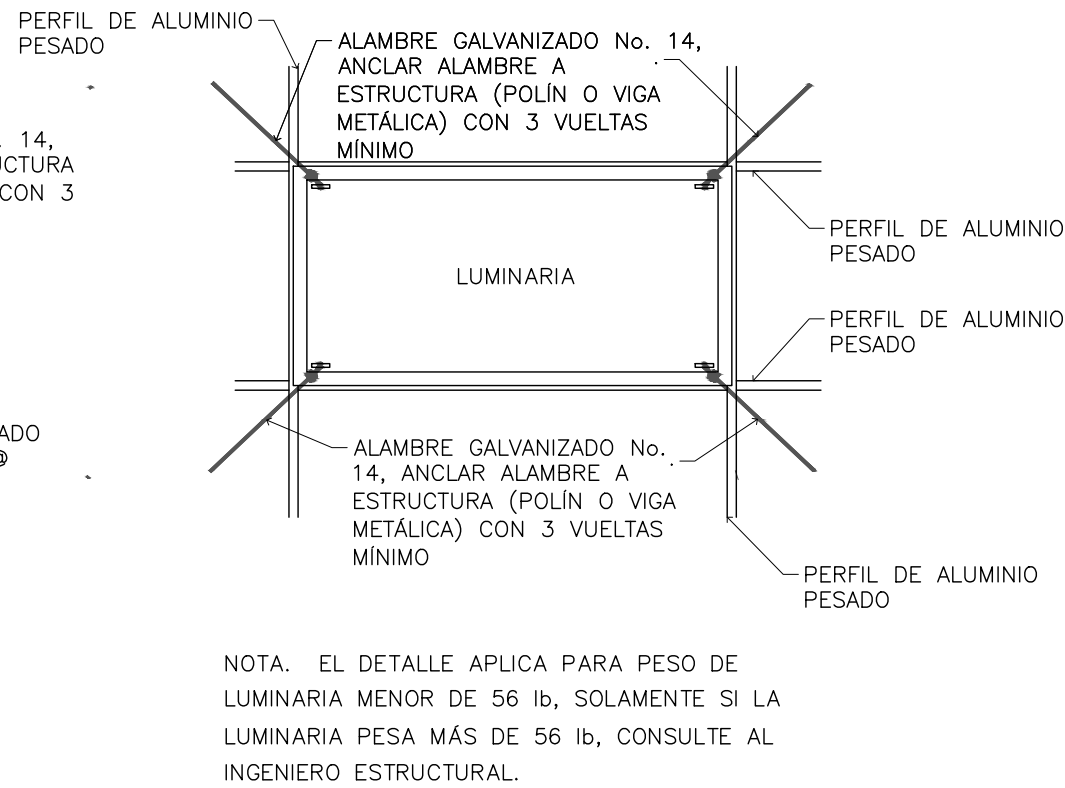 PERFIL DE ALUMINIO
PESADO
ALAMBRE GALVANIZADO No. 14,
ANCLAR ALAMBRE A
ESTRUCTURA (POLÍN O VIGA
METÁLICA) CON 3 VUELTAS
MÍNIMO
14,
CON 3
PERFIL DE ALUMINIO
PESADO
LUMINARIA
PERFIL DE ALUMINIO
PESADO
@
ALAMBRE GALVANIZADO No.
14, ANCLAR ALAMBRE A
ESTRUCTURA (POLÍN O VIGA
METÁLICA) CON 3 VUELTAS
MÍNIMO
PERFIL DE ALUMINIO
PESADO
NOTA. EL DETALLE APLICA PARA PESO DE
LUMINARIA MENOR DE 56 lb, SOLAMENTE SI LA
LUMINARIA PESA MÁS DE 56 lb, CONSULTE AL
INGENIERO ESTRUCTURAL.